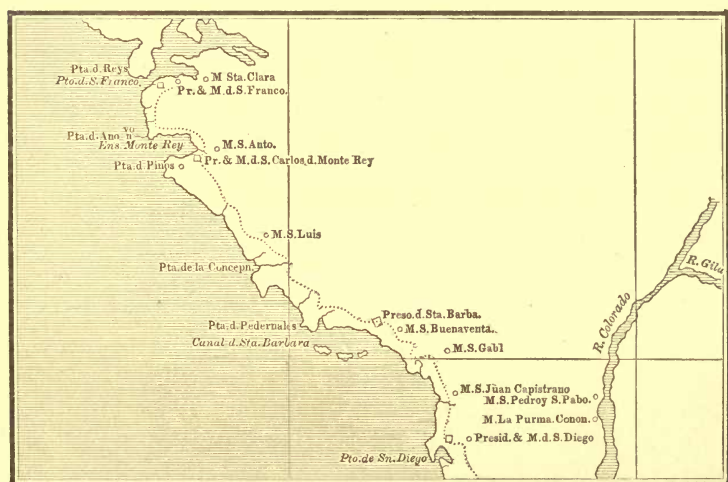 Pta.d.Reys
Pto.d.S.Franco.
M Sta. Clara
Pr. & M.d.S.Franco.
Pta.d.Ano
Vo
n
Ens. Monte Rey
M.S.Anto.
Pta.d.Pinos
Pr. & M.d.S.Carlos.d.Monte Rey
M.S.Luis
Pta.de la Concepn.
R. Gila
R. Colorado
Preso.d.Sta.Barba.
Pta.d.Pedernales
M.S.Buenaventa.
Canal d.Sta.Barbara
M.S.Gabl
M.S.Juan Capistrano
M.S.Pedroy S.Pabo.
M.La Purma. Conon.
Presid.& M.d.S.Diego
Pto.de Sn.Diego